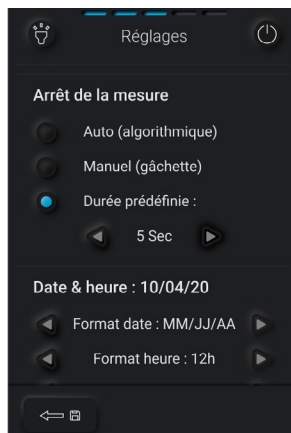 Réglages
Arrêt de la mesure
Auto (algorithmique)
Manuel (gâchette)
Durée prédéfinie :
5 Sec
Date & heure : 10/04/20
Format date : MM/JJ/AA
Format heure : 12h